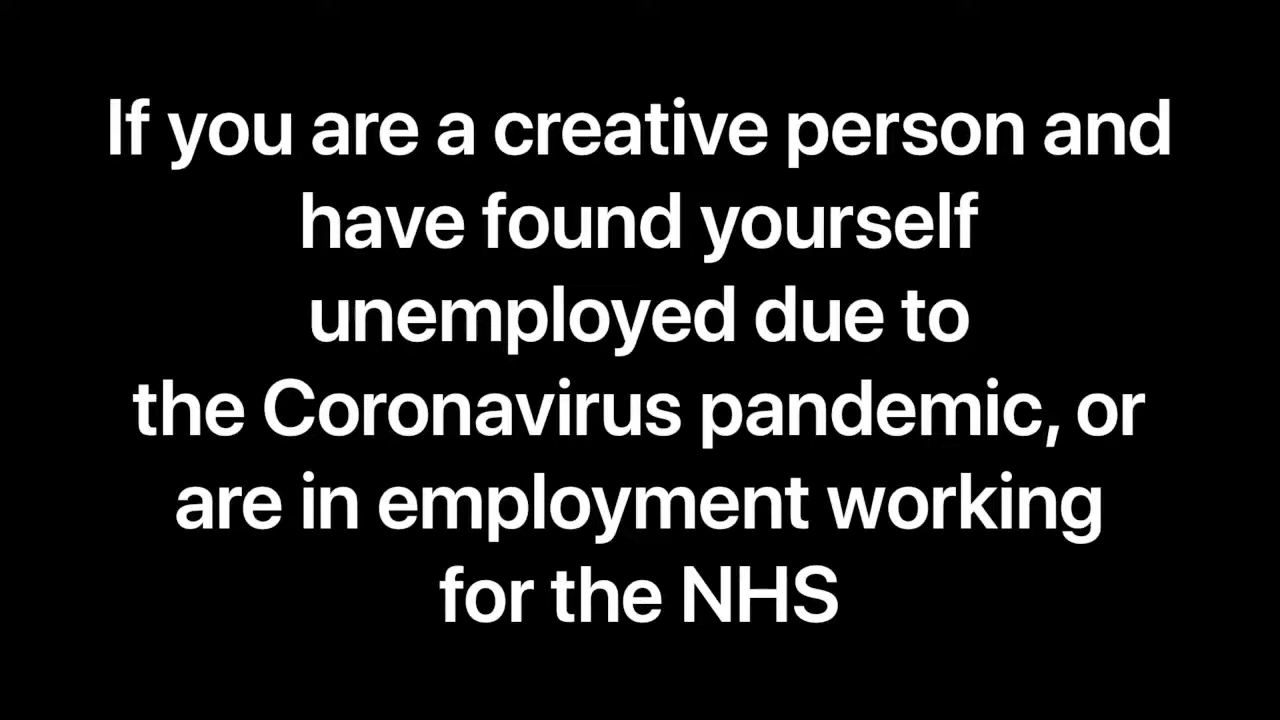 If you are a creative person and
have found yourself
unemployed due to
the Coronavirus pandemic, or
are in employment working
for the NHS